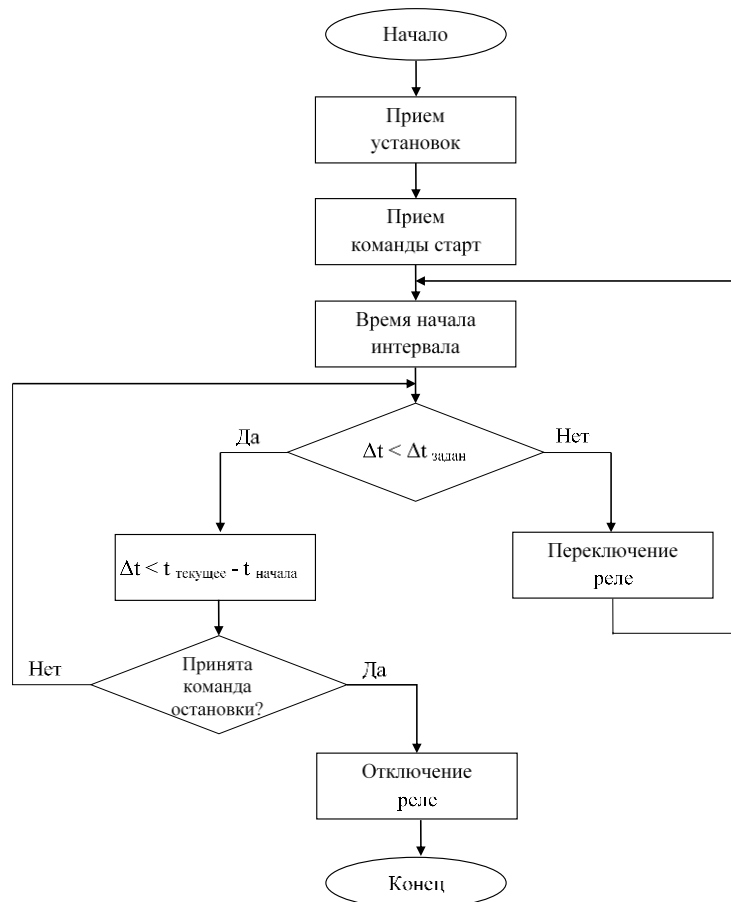 Начало
Прием
установок
Прием
команды старт
Время начала
интервала
Да
Δt < Δt задан
Нет
Δt < t текущее - t начала
Переключение
реле
Нет
Принята
команда
остановки?
Да
Отключение
реле
Конец